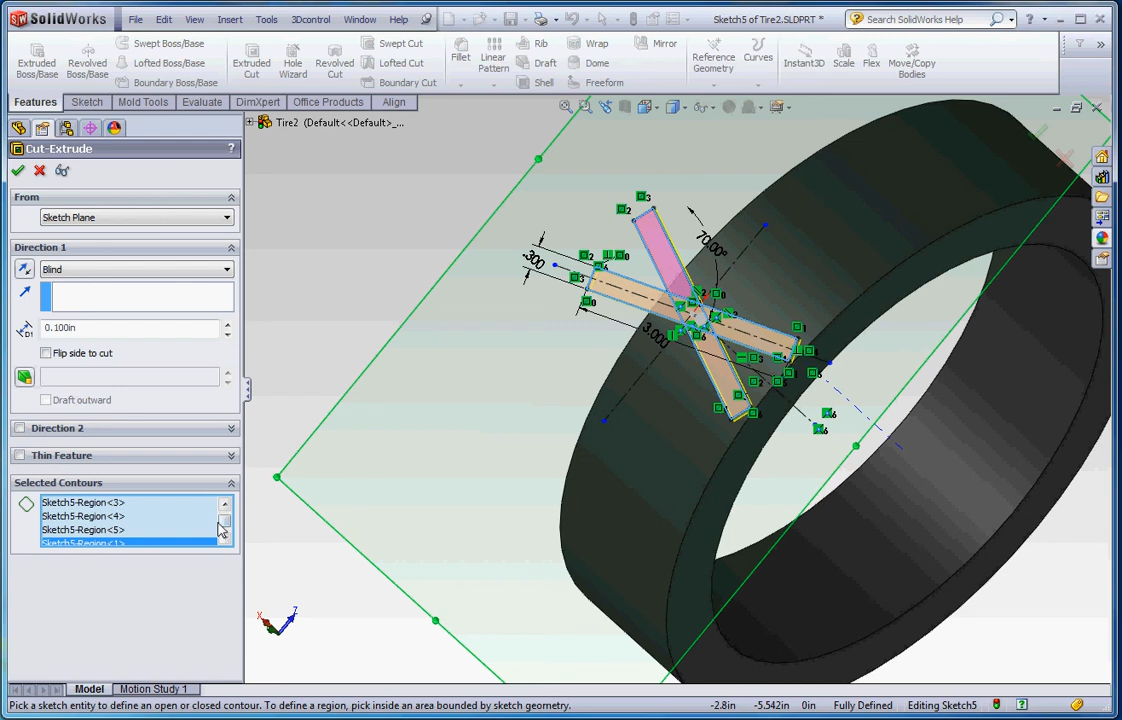 SolidWorks File Edit View Insert Tools 3Dcontrol Window Help Sketch5 of Tire2.SLDPRT * Search SolidWorks Help
Extruded Boss/Base
Revolved Boss/Base
Swept Boss/Base
Lofted Boss/Base
Boundary Boss/Base
Extruded Cut
Hole Wizard
Revolved Cut
Swept Cut
Lofted Cut
Boundary Cut
Fillet
Linear Pattern
Rib
Draft
Shell
Wrap
Dome
Freeform
Mirror
Reference Geometry
Curves
Instant3D
Scale
Flex
Move/Copy Bodies
Features Sketch Mold Tools Evaluate DimXpert Office Products Align
Tire2 (Default<<Default>_...
Cut-Extrude ?
From
Sketch Plane
Direction 1
Blind
D1 0.100in
Flip side to cut
Draft outward
Direction 2
Thin Feature
Selected Contours
Sketch5-Region<3>
Sketch5-Region<4>
Sketch5-Region<5>
Sketch5-Region<1>
70.00°
.300
3.000
X
Z
Model Motion Study 1
Pick a sketch entity to define an open or closed contour. To define a region, pick inside an area bounded by sketch geometry. -2.8in -5.542in 0in Fully Defined Editing Sketch5